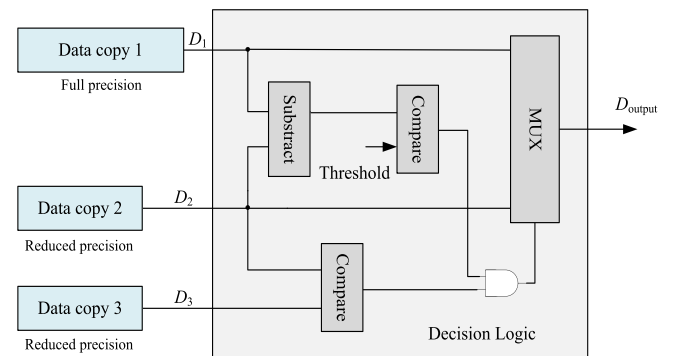 Data copy 1
D1
Full precision
Substract
Compare
Threshold
MUX
Doutput
Data copy 2
D2
Reduced precision
Compare
Data copy 3
D3
Decision Logic
Reduced precision